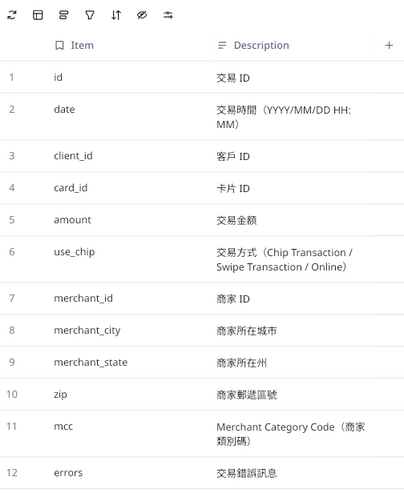 Item Description
1 id 交易 ID
2 date 交易時間（YYYY/MM/DD HH:
MM）
3 client_id 客戶 ID
4 card_id 卡片 ID
5 amount 交易金額
6 use_chip 交易方式（Chip Transaction /
Swipe Transaction / Online）
7 merchant_id 商家 ID
8 merchant_city 商家所在城市
9 merchant_state 商家所在州
10 zip 商家郵遞區號
11 mcc Merchant Category Code（商家
類別碼）
12 errors 交易錯誤訊息